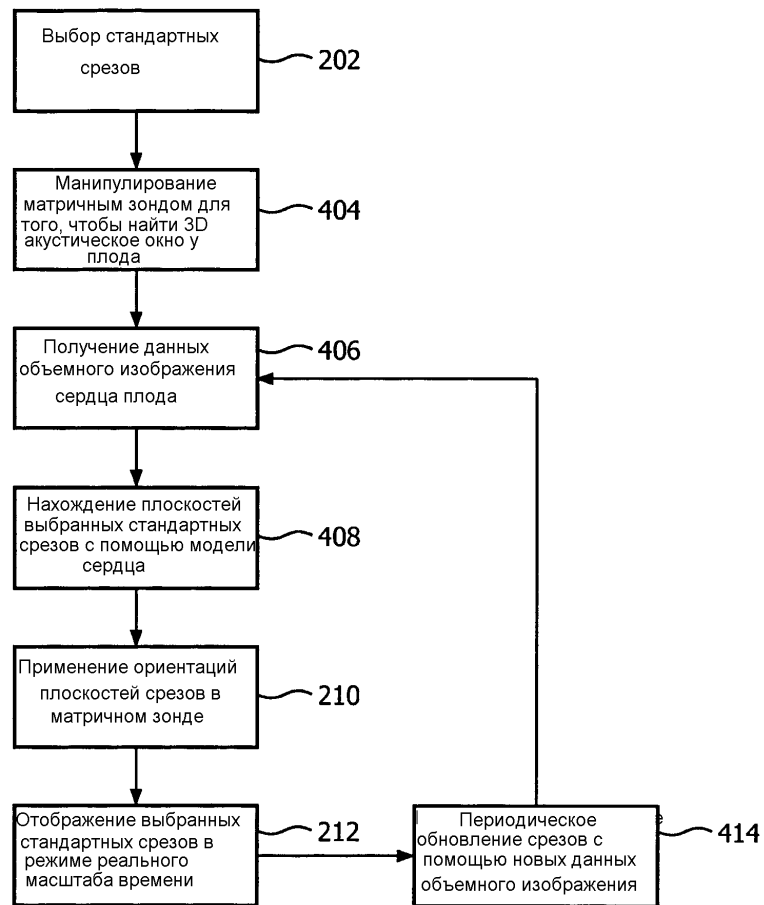 Выбор стандартных
срезов
202
Манипулирование
матричным зондом для
того, чтобы найти 3D
акустическое окно у
плода
404
Получение данных
объемного изображения
сердца плода
406
Нахождение плоскостей
выбранных стандартных
срезов с помощью модели
сердца
408
Применение ориентаций
плоскостей срезов в
матричном зонде
210
Отображение выбранных
стандартных срезов в
режиме реального
масштаба времени
212
Периодическое
обновление срезов с
помощью новых данных
объемного изображения
414